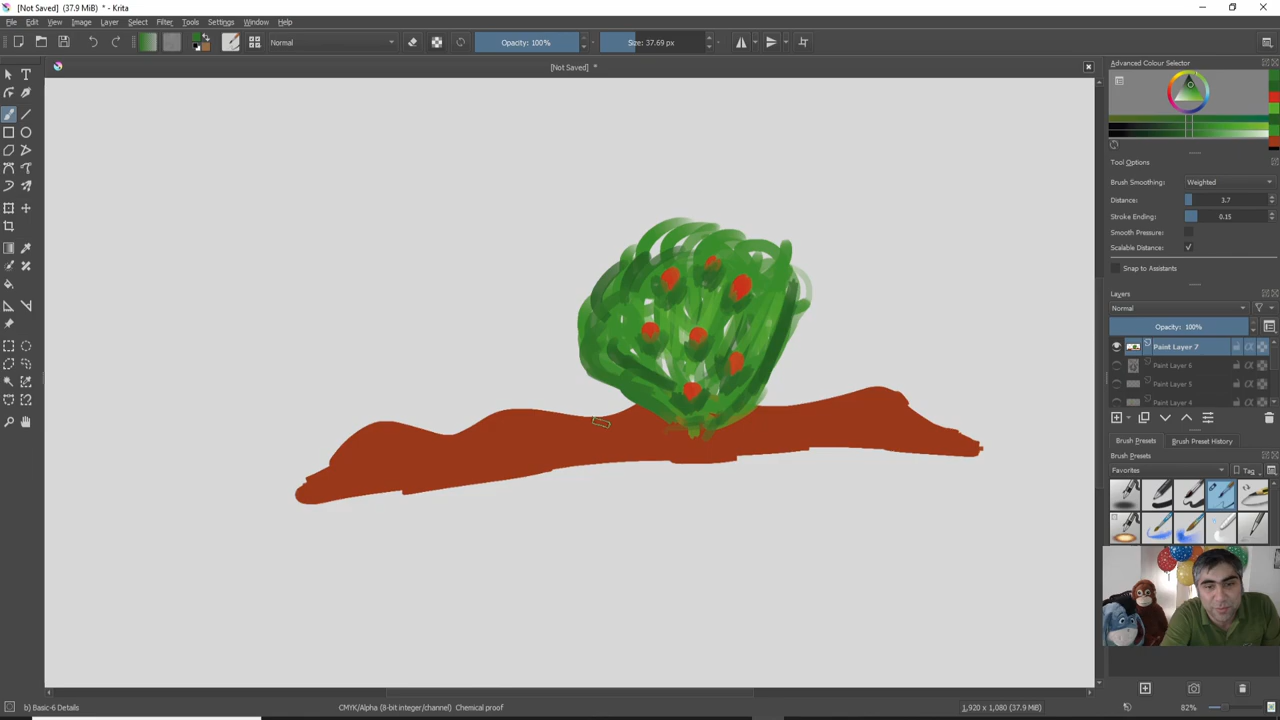 [Not Saved] (37.9 MiB) * - Krita
File Edit View Image Layer Select Filter Tools Settings Window Help
Normal
Opacity: 100%
Size: 37.69 px
[Not Saved] *
Advanced Colour Selector
Tool Options
Brush Smoothing: Weighted
Distance: 3.7
Stroke Ending: 0.15
Smooth Pressure:
Scalable Distance:
Snap to Assistants
Layers
Normal
Opacity: 100%
Paint Layer 7
Paint Layer 6
Paint Layer 5
Paint Layer 4
Brush Presets Brush Preset History
Brush Presets
Favorites
Tag
b) Basic-6 Details
CMYK/Alpha (8-bit integer/channel) Chemical proof
1,920 x 1,080 (37.9 MiB)
82%